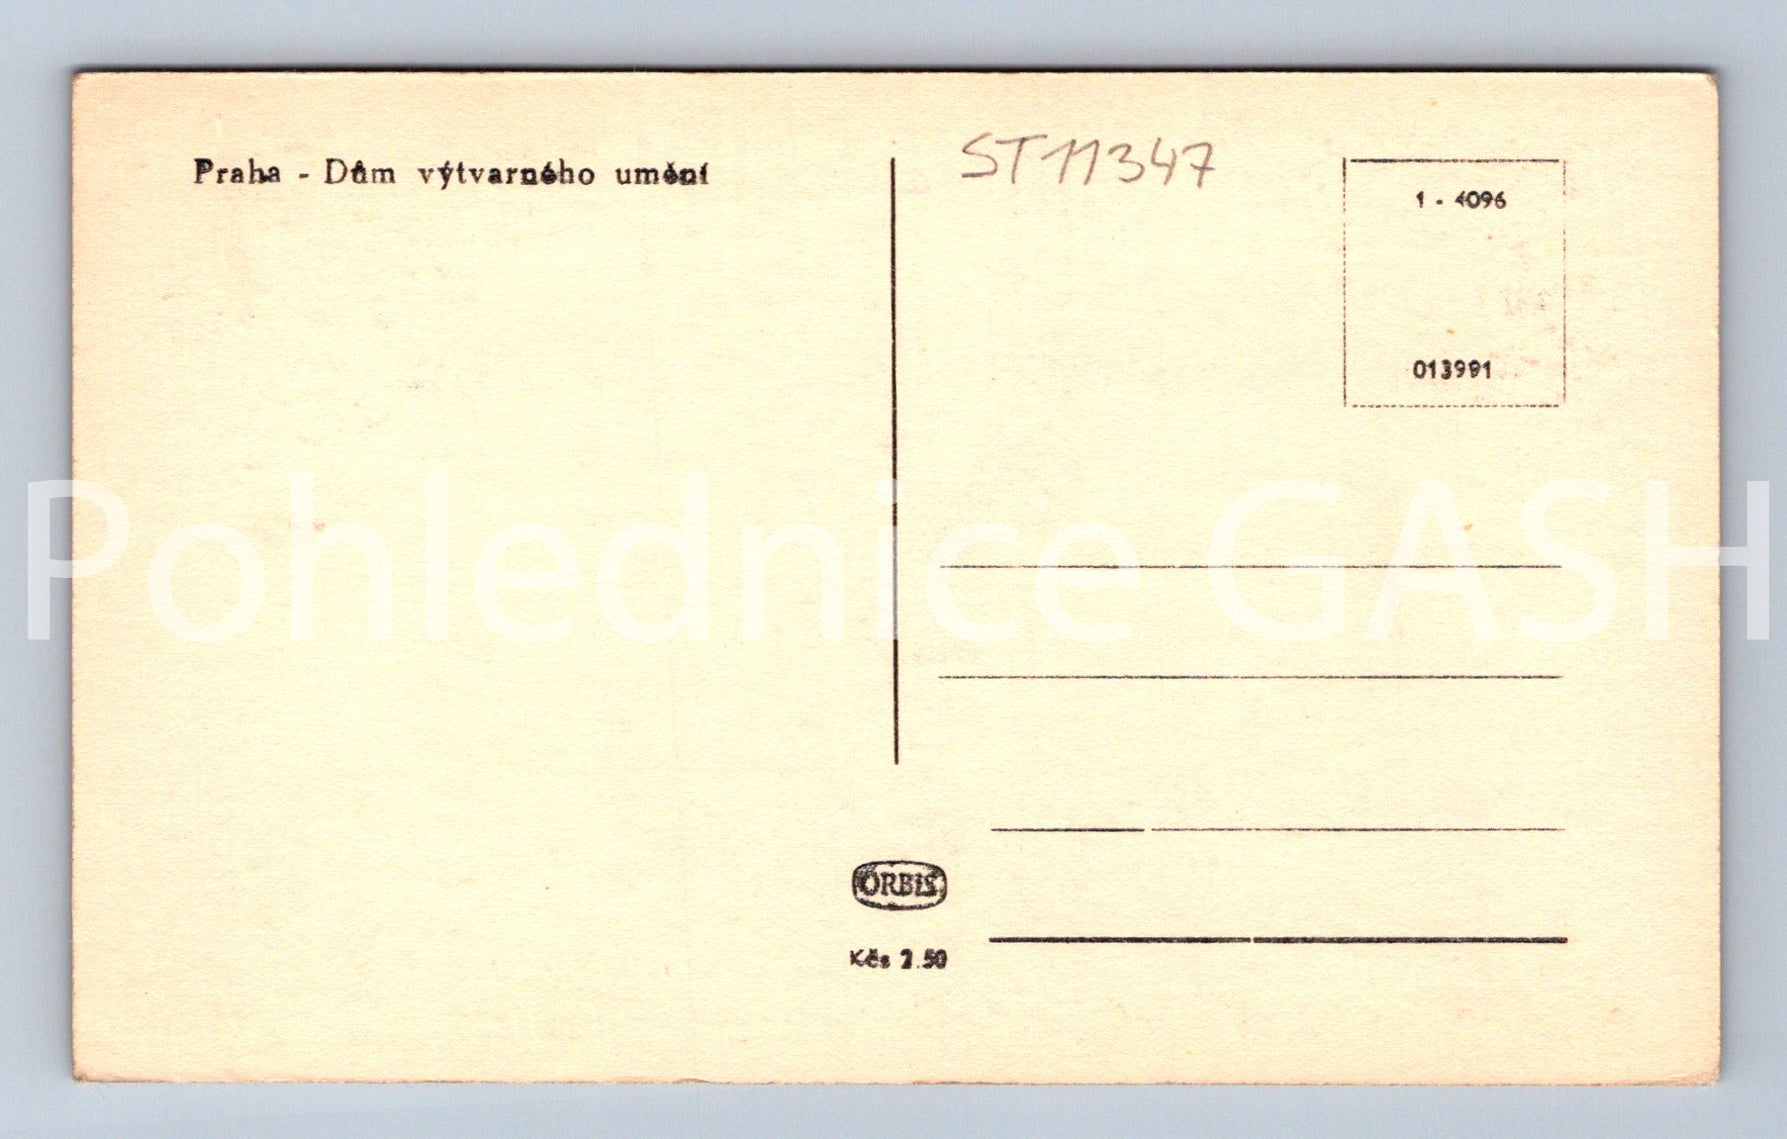 Praha - Dům výtvarného umění
ST11347
1 - 4096
013991
Pohlednice GASH
ORBIS
Kčs 2.50